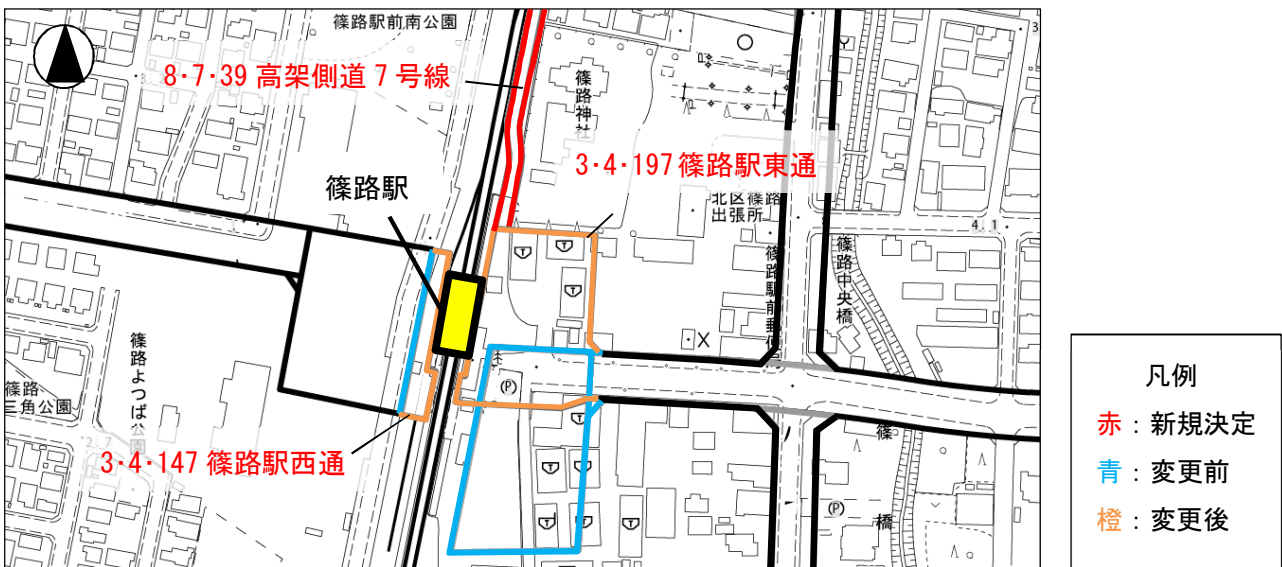 篠路駅前南公園
8・7・39 高架側道 7 号線
篠路神社
3・4・197 篠路駅東通
篠路駅
北区篠路
出張所
篠路駅前郵便
篠路中央橋
篠路よつば公園
篠路
三角公園
3・4・147 篠路駅西通
篠
橋
凡例
赤：新規決定
青：変更前
橙：変更後